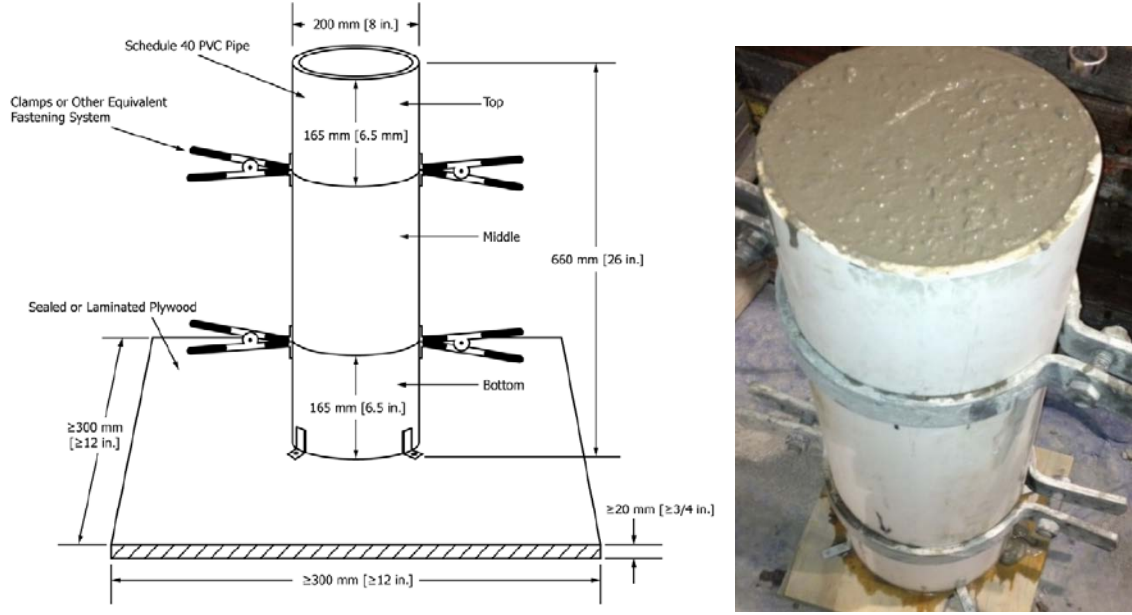 200 mm [8 in.]
Schedule 40 PVC Pipe
Clamps or Other Equivalent
Fastening System
Top
165 mm [6.5 mm]
Middle
660 mm [26 in.]
Sealed or Laminated Plywood
Bottom
165 mm [6.5 in.]
≥300 mm
[≥12 in.]
≥20 mm [≥3/4 in.]
≥300 mm [≥12 in.]